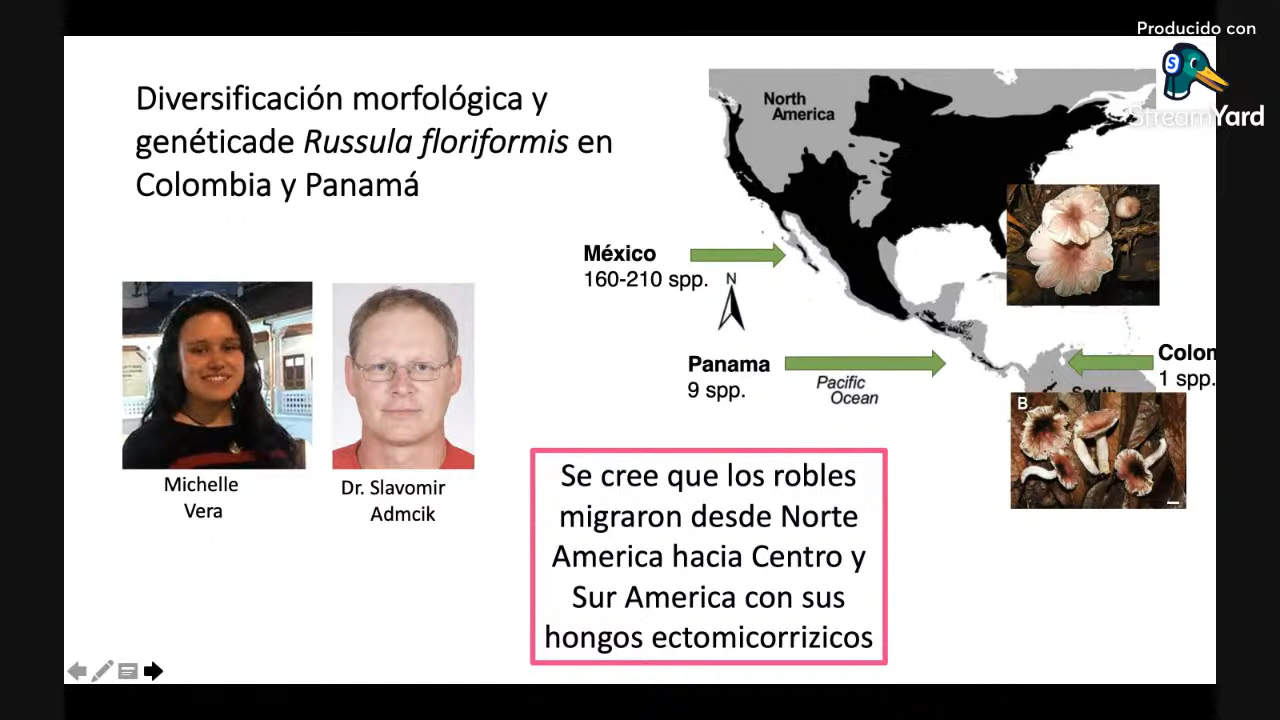 Producido con
StreamYard
Diversificación morfológica y
genéticade Russula floriformis en
Colombia y Panamá
North
America
México
160-210 spp.
N
Panama
9 spp.
Pacific
Ocean
Colon
1 spp.
South
B
Michelle
Vera
Dr. Slavomir
Admcik
Se cree que los robles
migraron desde Norte
America hacia Centro y
Sur America con sus
hongos ectomicorrizicos